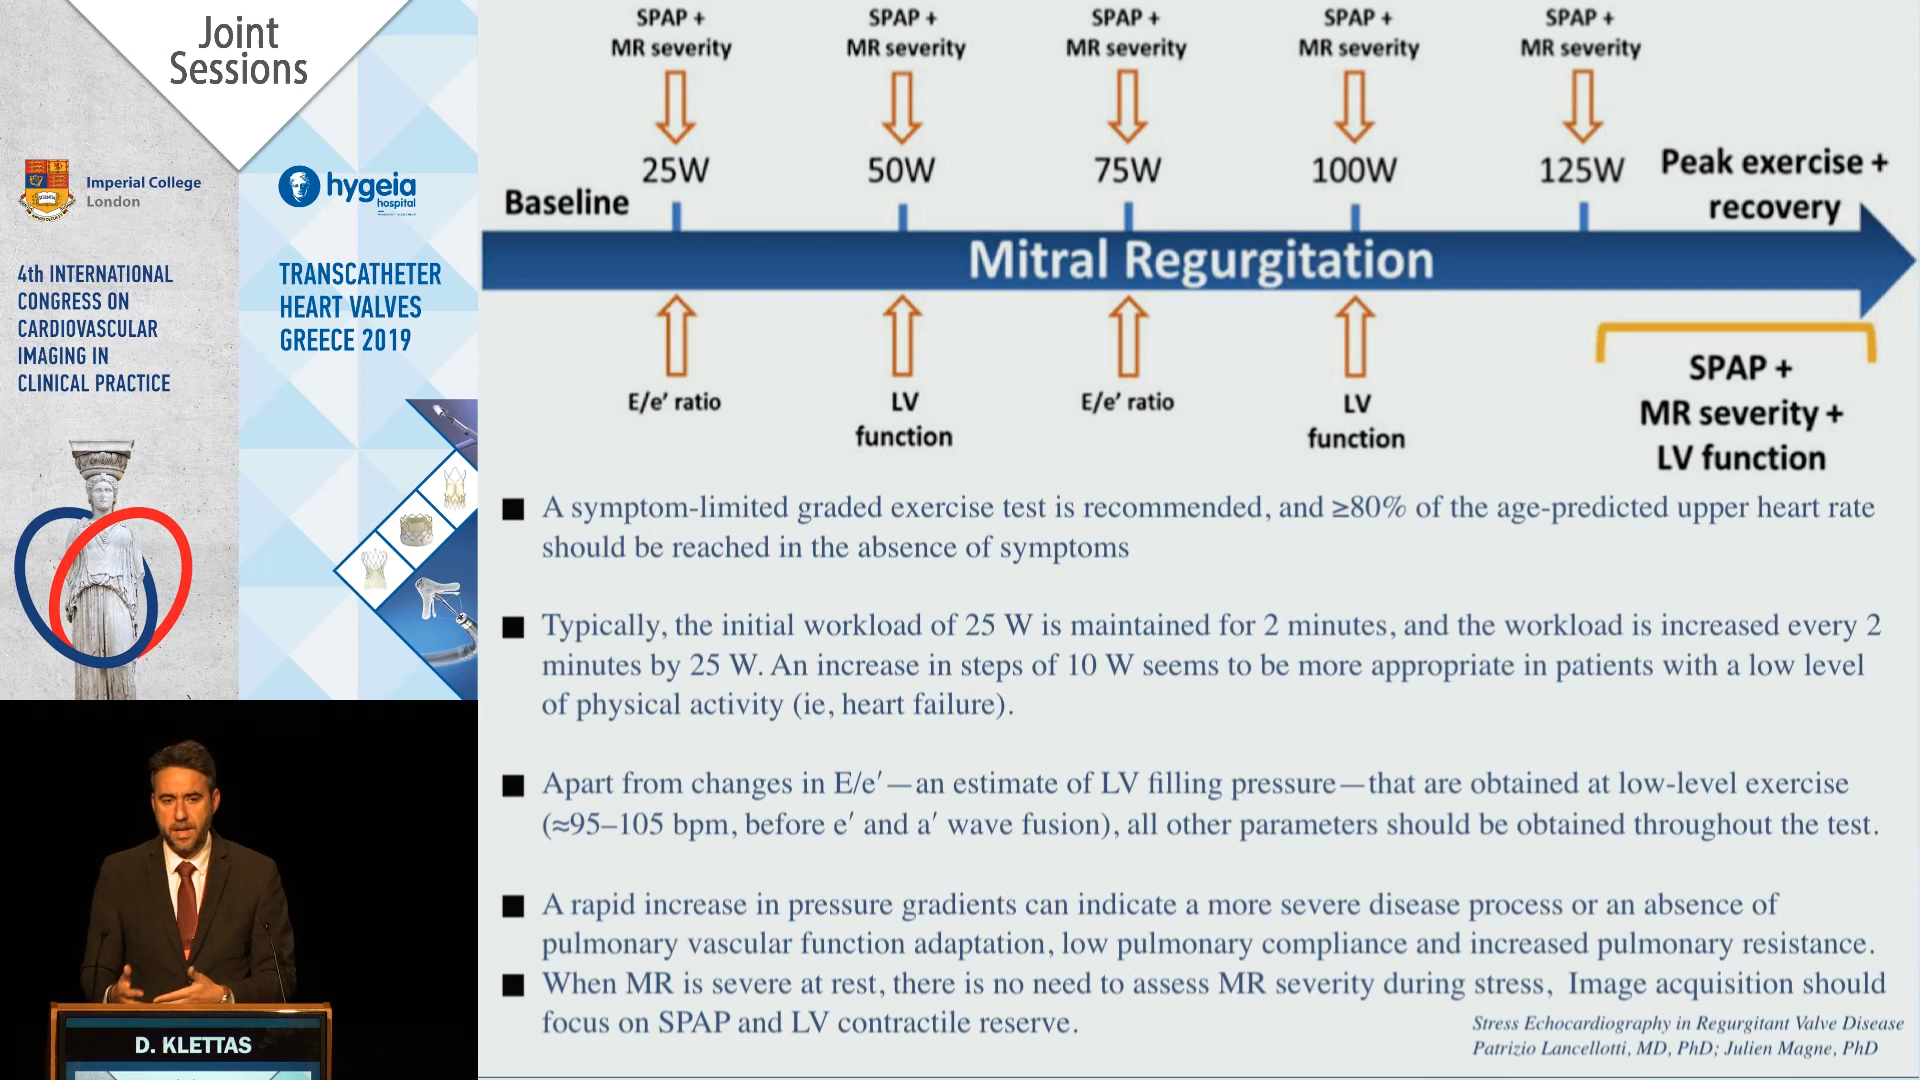 Joint
Sessions
Imperial College
London
hygeia
hospital
4th INTERNATIONAL
CONGRESS ON
CARDIOVASCULAR
IMAGING IN
CLINICAL PRACTICE
TRANSCATHETER
HEART VALVES
GREECE 2019
D. KLETTAS
SPAP +
MR severity
SPAP +
MR severity
SPAP +
MR severity
SPAP +
MR severity
SPAP +
MR severity
Baseline
25W
50W
75W
100W
125W
Peak exercise +
recovery
Mitral Regurgitation
E/e’ ratio
LV
function
E/e’ ratio
LV
function
SPAP +
MR severity +
LV function
■ A symptom-limited graded exercise test is recommended, and ≥80% of the age-predicted upper heart rate
should be reached in the absence of symptoms
■ Typically, the initial workload of 25 W is maintained for 2 minutes, and the workload is increased every 2
minutes by 25 W. An increase in steps of 10 W seems to be more appropriate in patients with a low level
of physical activity (ie, heart failure).
■ Apart from changes in E/e′—an estimate of LV filling pressure—that are obtained at low-level exercise
(≈95–105 bpm, before e′ and a′ wave fusion), all other parameters should be obtained throughout the test.
■ A rapid increase in pressure gradients can indicate a more severe disease process or an absence of
pulmonary vascular function adaptation, low pulmonary compliance and increased pulmonary resistance.
■ When MR is severe at rest, there is no need to assess MR severity during stress, Image acquisition should
focus on SPAP and LV contractile reserve.
Stress Echocardiography in Regurgitant Valve Disease
Patrizio Lancellotti, MD, PhD; Julien Magne, PhD